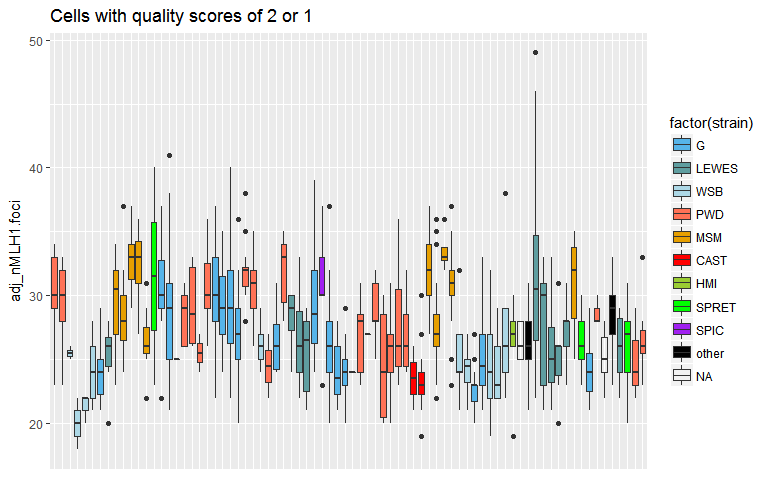 Cells with quality scores of 2 or 1
50
40
30
20
adj_nMLH1.foci
factor(strain)
G
LEWES
WSB
PWD
MSM
CAST
HMI
SPRET
SPIC
other
NA